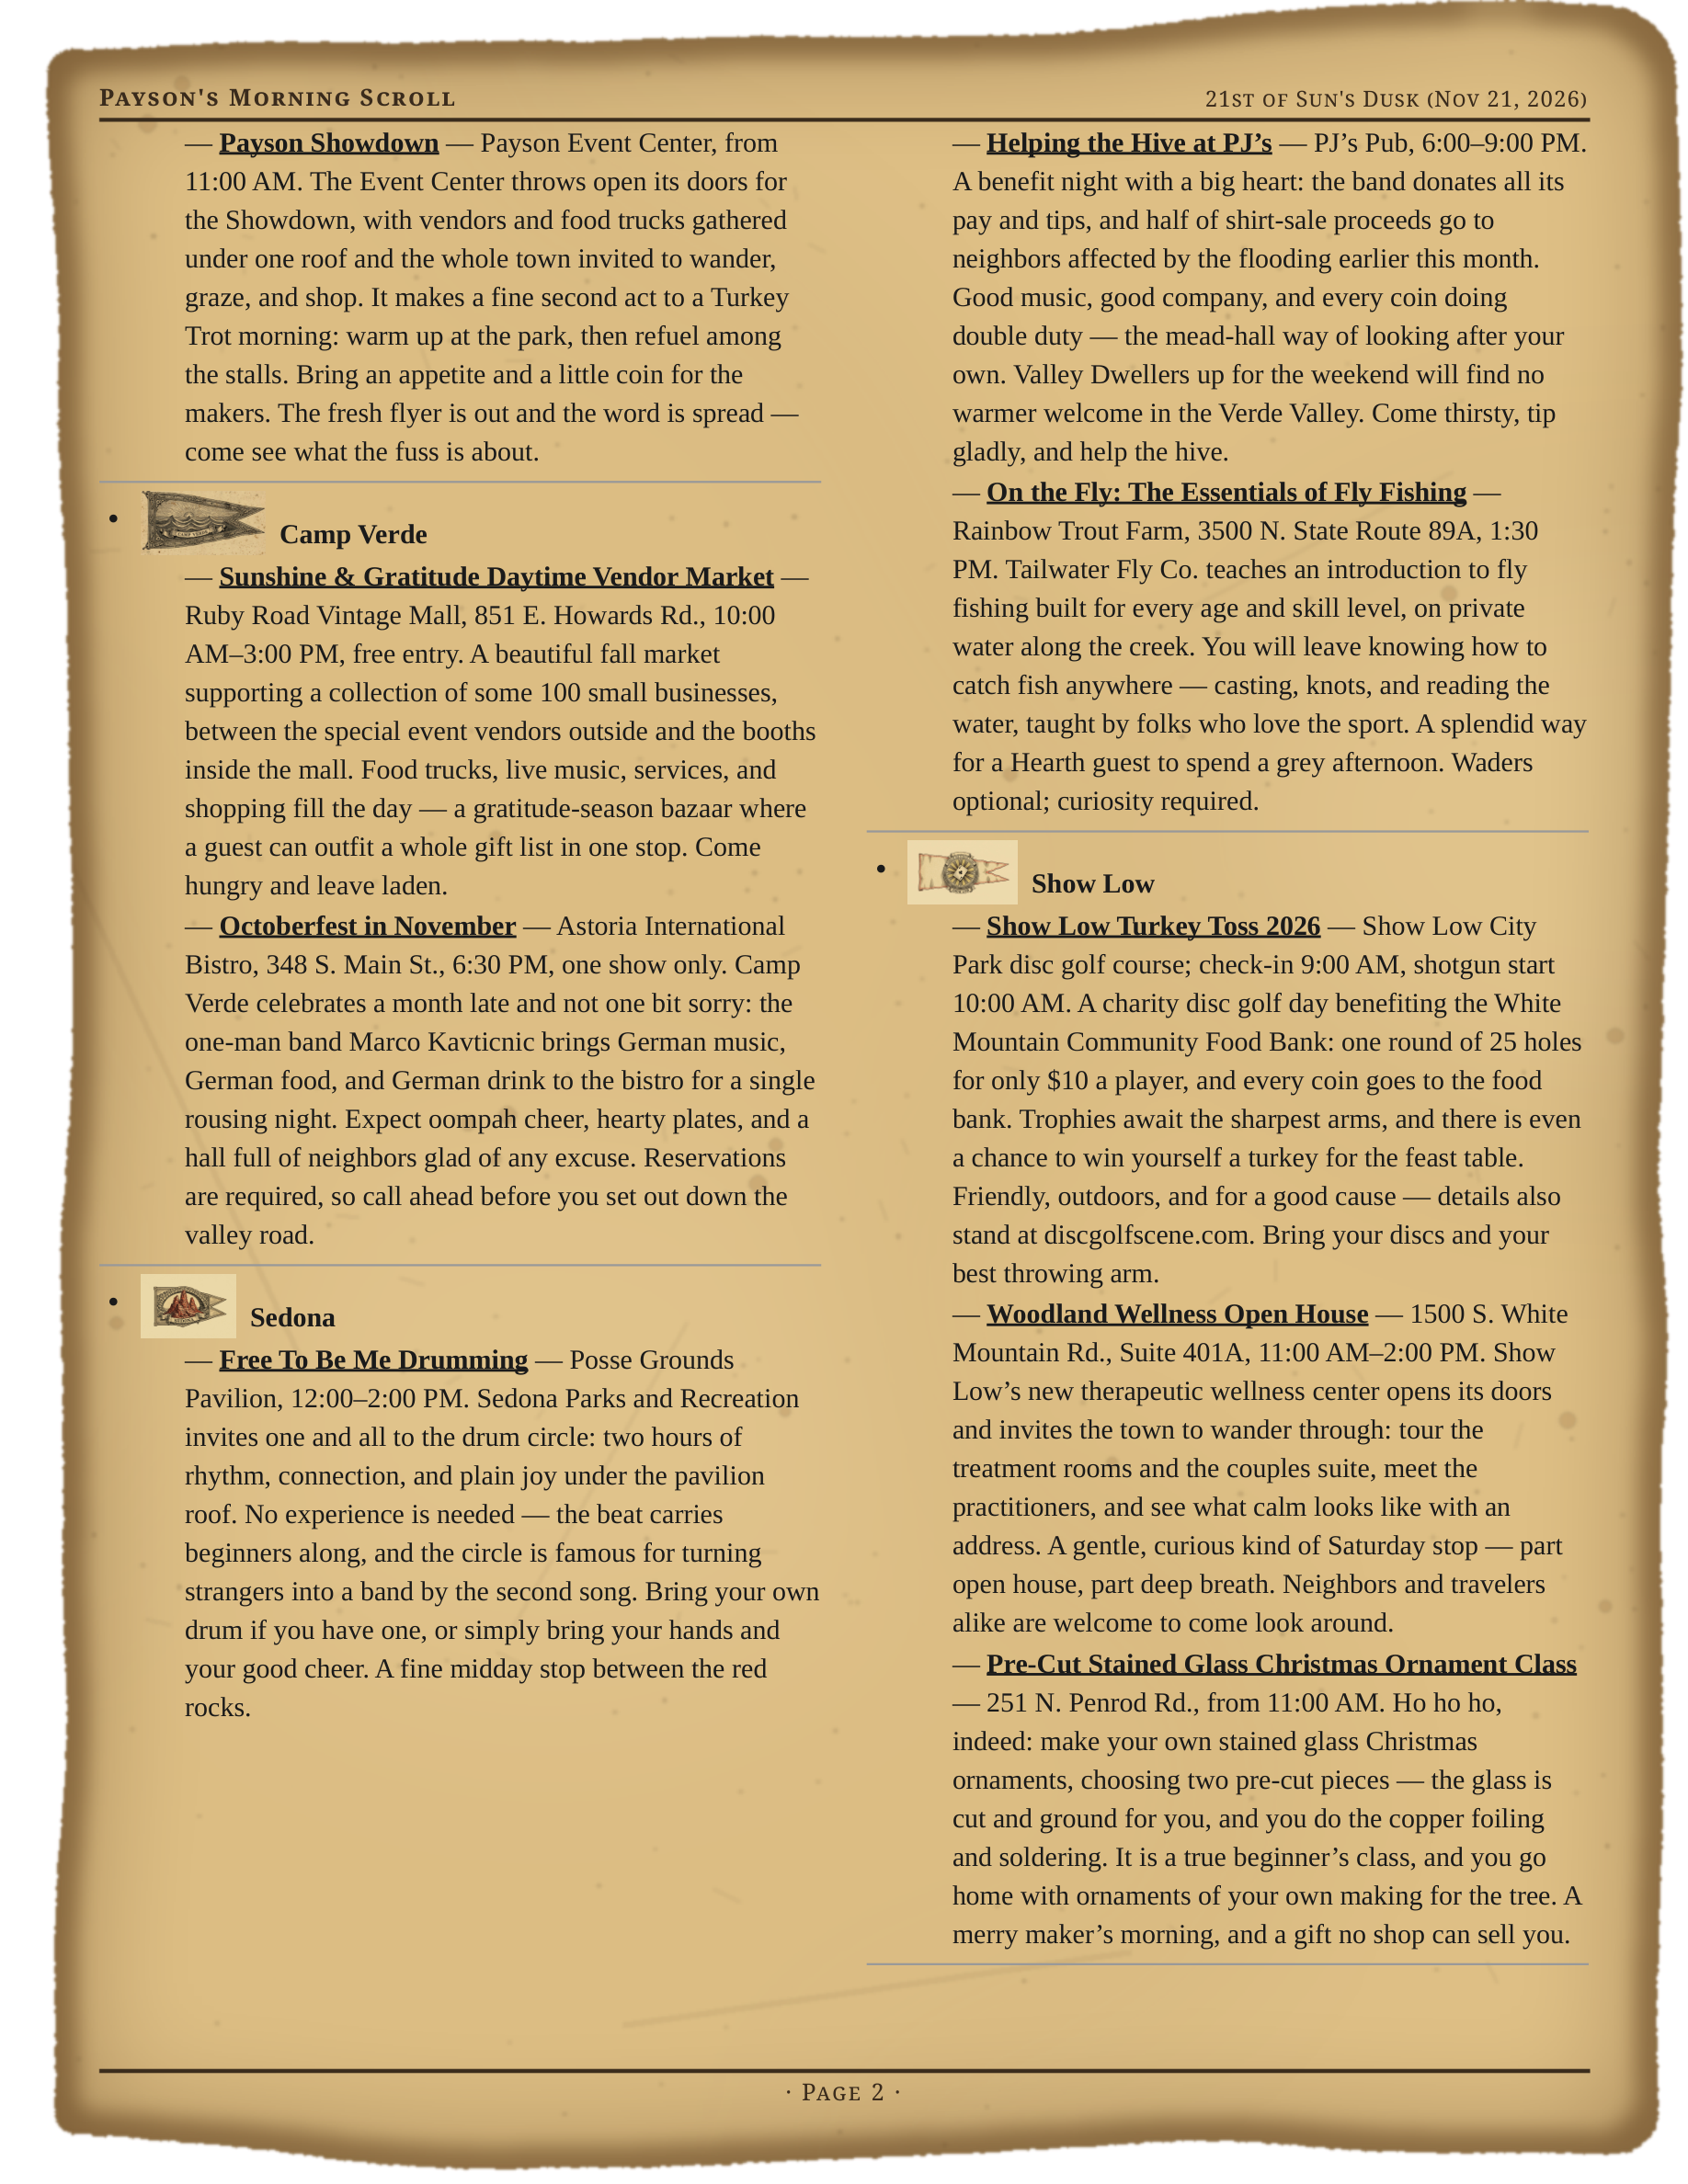 Payson's Morning Scroll
21st of Sun's Dusk (Nov 21, 2026)
— Payson Showdown — Payson Event Center, from
11:00 AM. The Event Center throws open its doors for
the Showdown, with vendors and food trucks gathered
under one roof and the whole town invited to wander,
graze, and shop. It makes a fine second act to a Turkey
Trot morning: warm up at the park, then refuel among
the stalls. Bring an appetite and a little coin for the
makers. The fresh flyer is out and the word is spread —
come see what the fuss is about.
• Camp Verde
— Sunshine & Gratitude Daytime Vendor Market —
Ruby Road Vintage Mall, 851 E. Howards Rd., 10:00
AM–3:00 PM, free entry. A beautiful fall market
supporting a collection of some 100 small businesses,
between the special event vendors outside and the booths
inside the mall. Food trucks, live music, services, and
shopping fill the day — a gratitude-season bazaar where
a guest can outfit a whole gift list in one stop. Come
hungry and leave laden.
— Octoberfest in November — Astoria International
Bistro, 348 S. Main St., 6:30 PM, one show only. Camp
Verde celebrates a month late and not one bit sorry: the
one-man band Marco Kavticnic brings German music,
German food, and German drink to the bistro for a single
rousing night. Expect oompah cheer, hearty plates, and a
hall full of neighbors glad of any excuse. Reservations
are required, so call ahead before you set out down the
valley road.
• Sedona
— Free To Be Me Drumming — Posse Grounds
Pavilion, 12:00–2:00 PM. Sedona Parks and Recreation
invites one and all to the drum circle: two hours of
rhythm, connection, and plain joy under the pavilion
roof. No experience is needed — the beat carries
beginners along, and the circle is famous for turning
strangers into a band by the second song. Bring your own
drum if you have one, or simply bring your hands and
your good cheer. A fine midday stop between the red
rocks.
— Helping the Hive at PJ’s — PJ’s Pub, 6:00–9:00 PM.
A benefit night with a big heart: the band donates all its
pay and tips, and half of shirt-sale proceeds go to
neighbors affected by the flooding earlier this month.
Good music, good company, and every coin doing
double duty — the mead-hall way of looking after your
own. Valley Dwellers up for the weekend will find no
warmer welcome in the Verde Valley. Come thirsty, tip
gladly, and help the hive.
— On the Fly: The Essentials of Fly Fishing —
Rainbow Trout Farm, 3500 N. State Route 89A, 1:30
PM. Tailwater Fly Co. teaches an introduction to fly
fishing built for every age and skill level, on private
water along the creek. You will leave knowing how to
catch fish anywhere — casting, knots, and reading the
water, taught by folks who love the sport. A splendid way
for a Hearth guest to spend a grey afternoon. Waders
optional; curiosity required.
• Show Low
— Show Low Turkey Toss 2026 — Show Low City
Park disc golf course; check-in 9:00 AM, shotgun start
10:00 AM. A charity disc golf day benefiting the White
Mountain Community Food Bank: one round of 25 holes
for only $10 a player, and every coin goes to the food
bank. Trophies await the sharpest arms, and there is even
a chance to win yourself a turkey for the feast table.
Friendly, outdoors, and for a good cause — details also
stand at discgolfscene.com. Bring your discs and your
best throwing arm.
— Woodland Wellness Open House — 1500 S. White
Mountain Rd., Suite 401A, 11:00 AM–2:00 PM. Show
Low’s new therapeutic wellness center opens its doors
and invites the town to wander through: tour the
treatment rooms and the couples suite, meet the
practitioners, and see what calm looks like with an
address. A gentle, curious kind of Saturday stop — part
open house, part deep breath. Neighbors and travelers
alike are welcome to come look around.
— Pre-Cut Stained Glass Christmas Ornament Class
— 251 N. Penrod Rd., from 11:00 AM. Ho ho ho,
indeed: make your own stained glass Christmas
ornaments, choosing two pre-cut pieces — the glass is
cut and ground for you, and you do the copper foiling
and soldering. It is a true beginner’s class, and you go
home with ornaments of your own making for the tree. A
merry maker’s morning, and a gift no shop can sell you.
· Page 2 ·